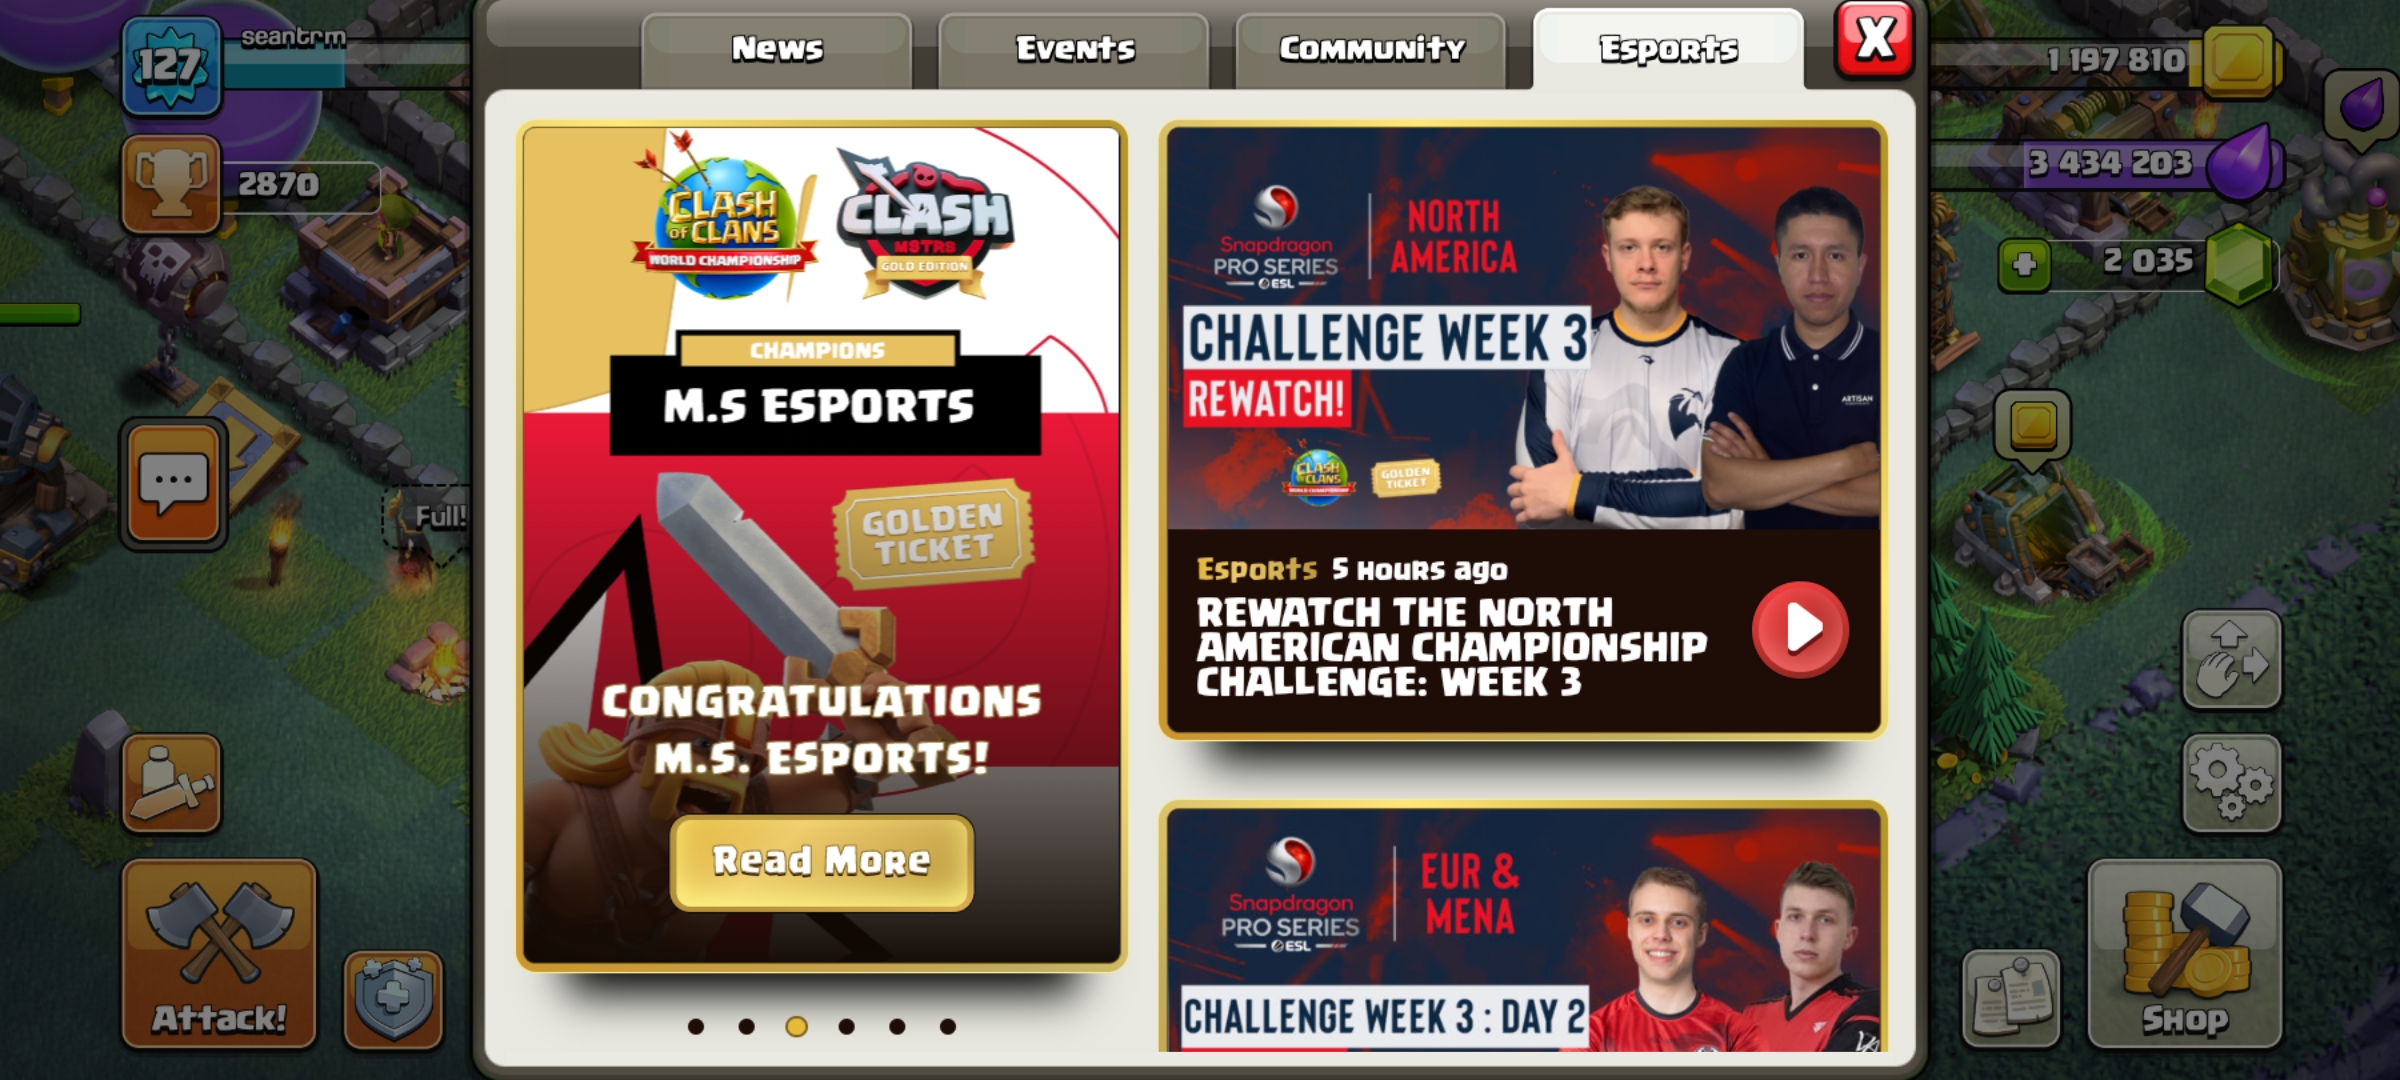 127
seantrm
2870
Full!
Attack!
News
Events
Community
Esports
X
CLASH
OF CLANS
WORLD CHAMPIONSHIP
CLASH
MSTRS
GOLD EDITION
CHAMPIONS
M.S ESPORTS
GOLDEN
TICKET
CONGRATULATIONS
M.S. ESPORTS!
Read More
Snapdragon
PRO SERIES
ESL
NORTH
AMERICA
CHALLENGE WEEK 3
REWATCH!
CLASH
OF CLANS
WORLD CHAMPIONSHIP
GOLDEN
TICKET
ARTISAN
Esports 5 hours ago
REWATCH THE NORTH
AMERICAN CHAMPIONSHIP
CHALLENGE: WEEK 3
Snapdragon
PRO SERIES
ESL
EUR &
MENA
CHALLENGE WEEK 3 : DAY 2
1 197 810
3 434 203
2 035
Shop